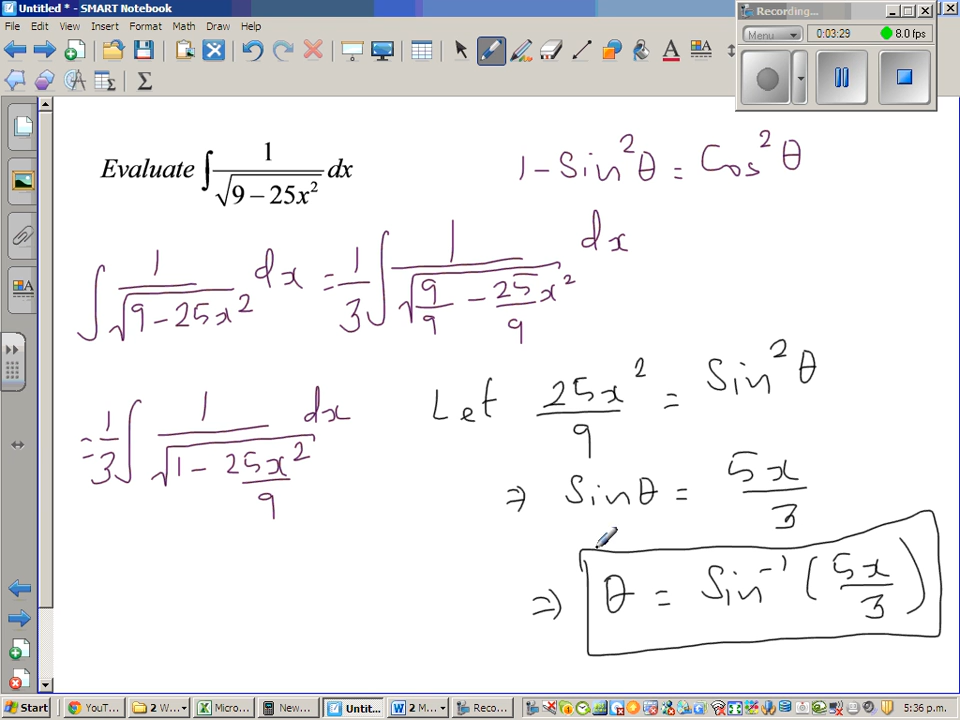 Untitled * - SMART Notebook
Recording...
File Edit View Insert Format Math Draw Help
Menu 0:03:29 8.0 fps
Evaluate ∫ 1/√(9 – 25x²) dx
1 – Sin²θ = Cos²θ
∫ 1/√(9 – 25x²) dx = 1/3 ∫ 1/√(9/9 – 25/9 x²) dx
= 1/3 ∫ 1/√(1 – 25x²/9) dx
Let 25x²/9 = Sin²θ
⇒ Sinθ = 5x/3
⇒ θ = Sin⁻¹ (5x/3)
Start YouT... 2 W... Micro... New... Untit... 2 M... Reco... 5:36 p.m.